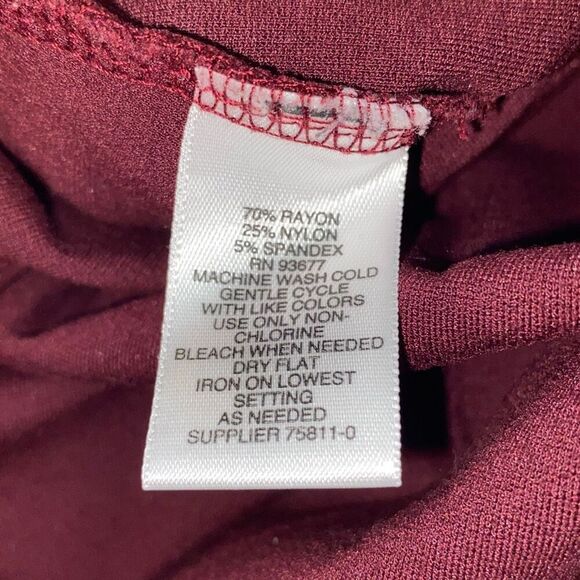 70% RAYON
25% NYLON
5% SPANDEX
RN 93677
MACHINE WASH COLD
GENTLE CYCLE
WITH LIKE COLORS
USE ONLY NON-
CHLORINE
BLEACH WHEN NEEDED
DRY FLAT
IRON ON LOWEST
SETTING
AS NEEDED
SUPPLIER 75811-0